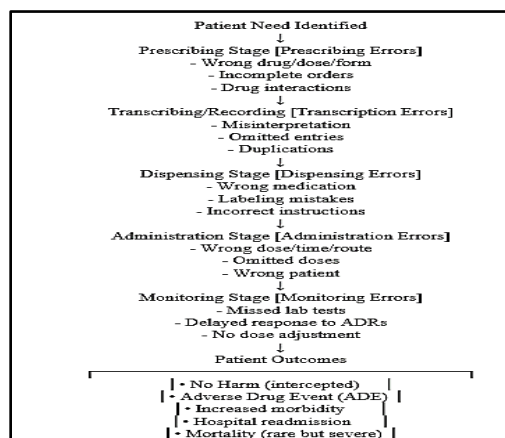 Patient Need Identified
↓
Prescribing Stage [Prescribing Errors]
- Wrong drug/dose/form
- Incomplete orders
- Drug interactions
↓
Transcribing/Recording [Transcription Errors]
- Misinterpretation
- Omitted entries
- Duplications
↓
Dispensing Stage [Dispensing Errors]
- Wrong medication
- Labeling mistakes
- Incorrect instructions
↓
Administration Stage [Administration Errors]
- Wrong dose/time/route
- Omitted doses
- Wrong patient
↓
Monitoring Stage [Monitoring Errors]
- Missed lab tests
- Delayed response to ADRs
- No dose adjustment
↓
Patient Outcomes
• No Harm (intercepted)
• Adverse Drug Event (ADE)
• Increased morbidity
• Hospital readmission
• Mortality (rare but severe)